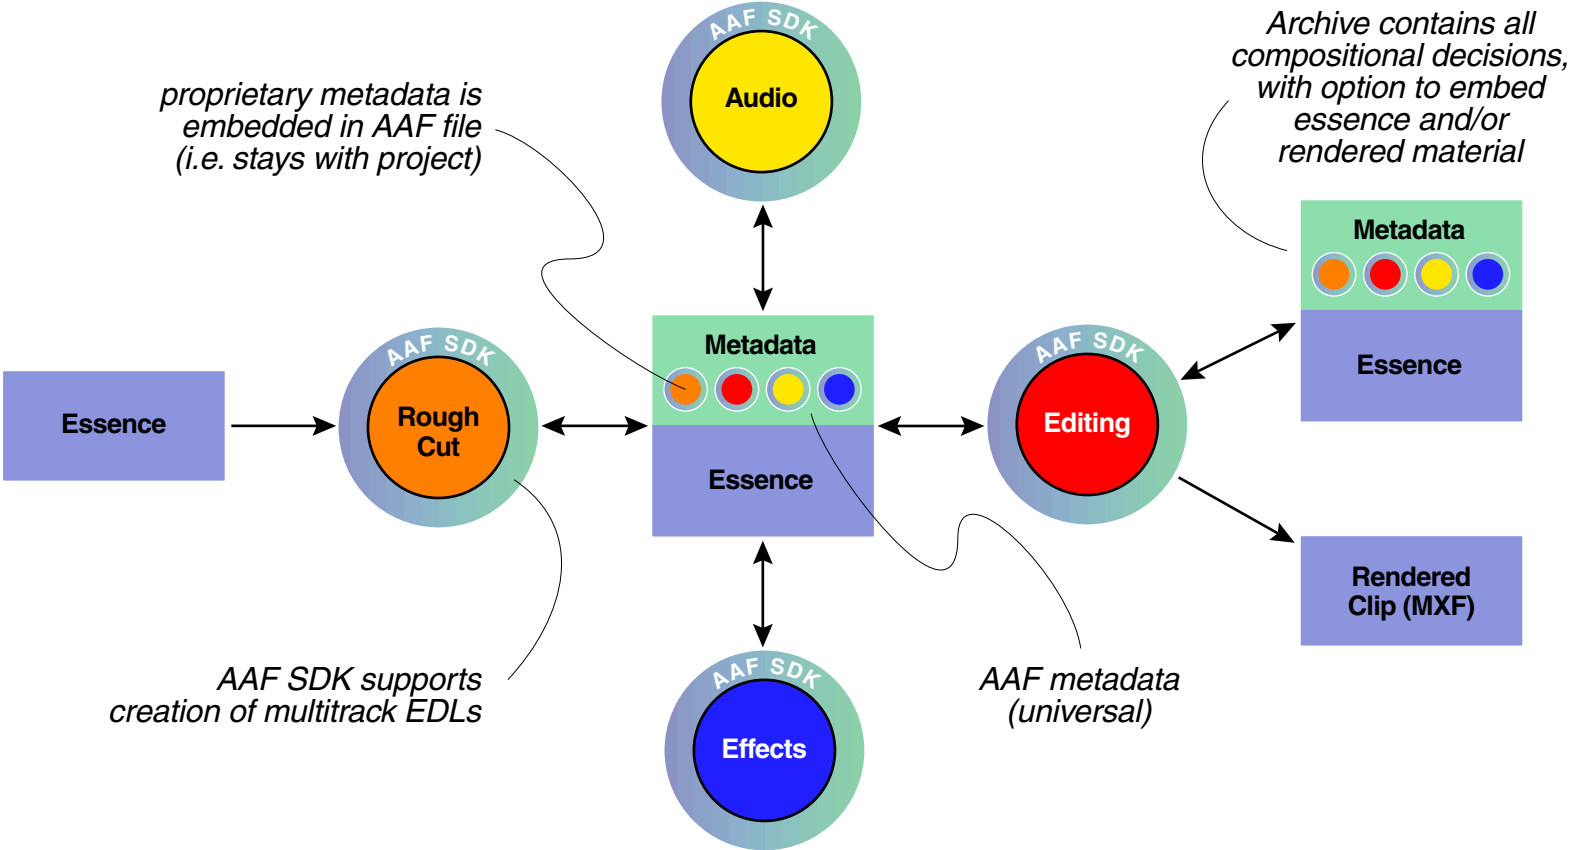 AAF SDK
Audio
proprietary metadata is
embedded in AAF file
(i.e. stays with project)
Archive contains all
compositional decisions,
with option to embed
essence and/or
rendered material
Essence
AAF SDK
Rough
Cut
Metadata
Essence
AAF SDK
Editing
Metadata
Essence
Rendered
Clip (MXF)
AAF SDK supports
creation of multitrack EDLs
AAF SDK
Effects
AAF metadata
(universal)